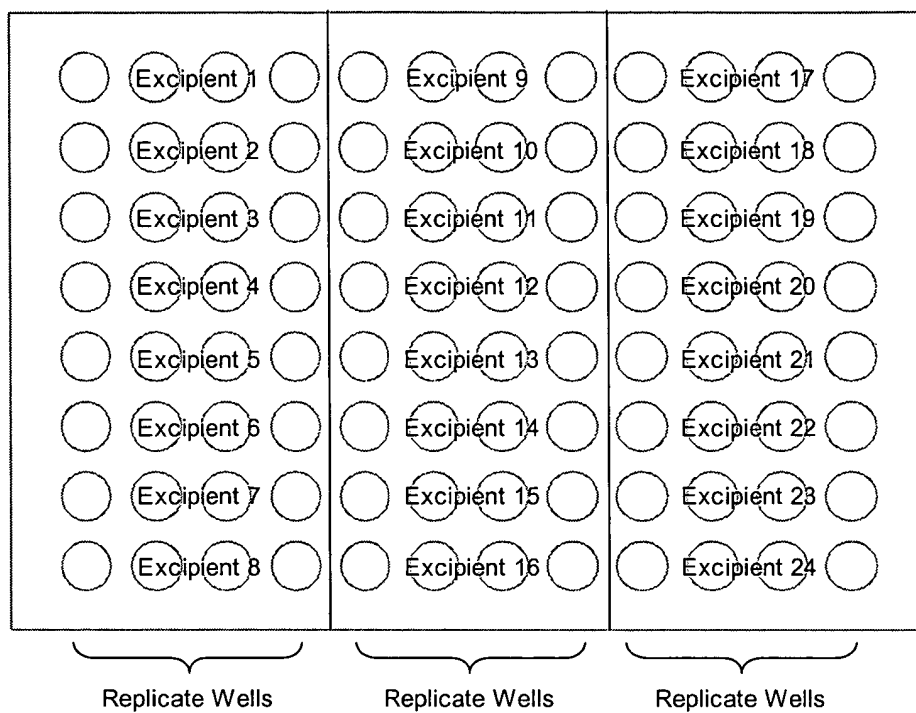 Excipient 1 Excipient 9 Excipient 17
Excipient 2 Excipient 10 Excipient 18
Excipient 3 Excipient 11 Excipient 19
Excipient 4 Excipient 12 Excipient 20
Excipient 5 Excipient 13 Excipient 21
Excipient 6 Excipient 14 Excipient 22
Excipient 7 Excipient 15 Excipient 23
Excipient 8 Excipient 16 Excipient 24
Replicate Wells Replicate Wells Replicate Wells